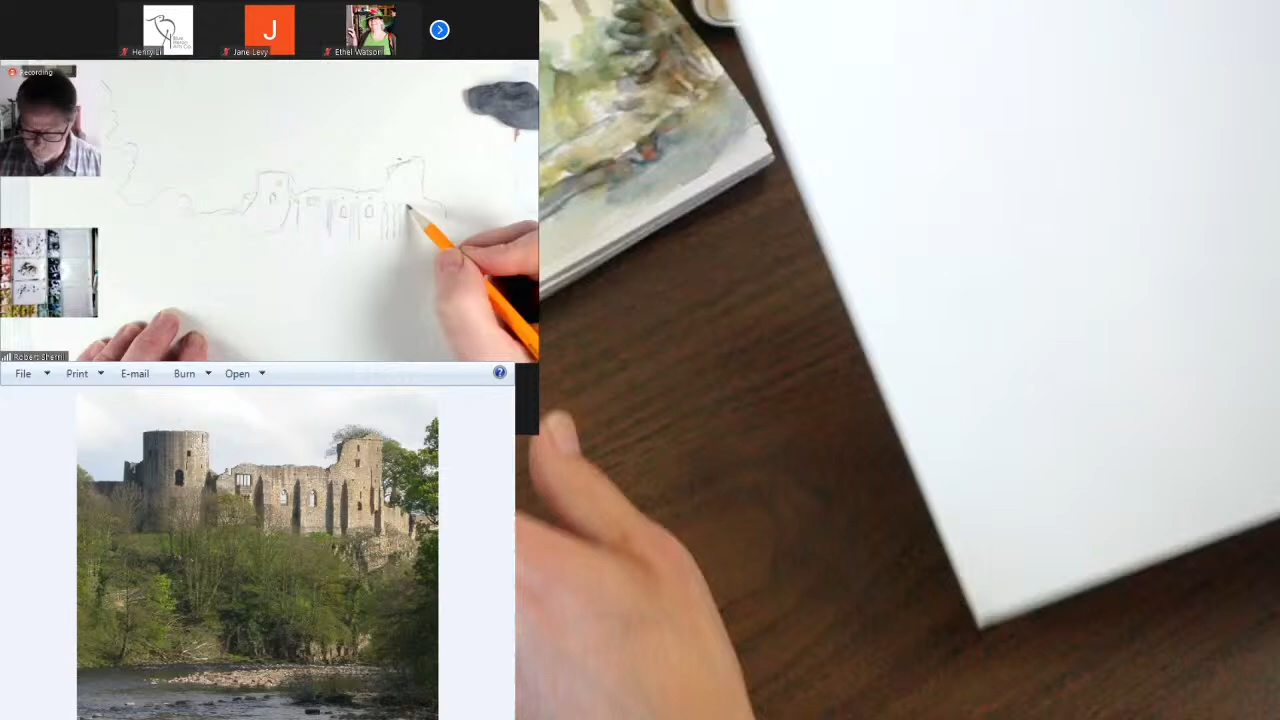 J
Henry Li
Jane Levy
Ethel Watson
Recording
Robert Sherrill
File Print E-mail Burn Open ?